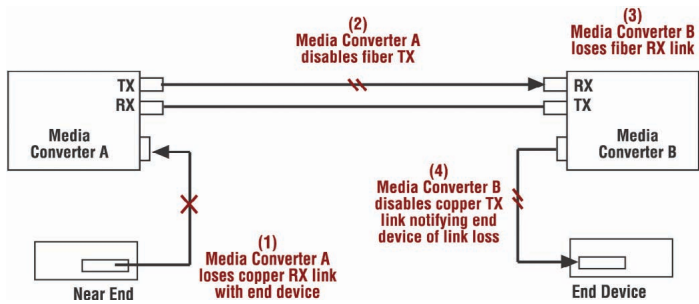 (2)
Media Converter A
disables fiber TX
(3)
Media Converter B
loses fiber RX link
TX
RX
Media
Converter A
RX
TX
Media
Converter B
(4)
Media Converter B
disables copper TX
link notifying end
device of link loss
(1)
Media Converter A
loses copper RX link
with end device
Near End
End Device